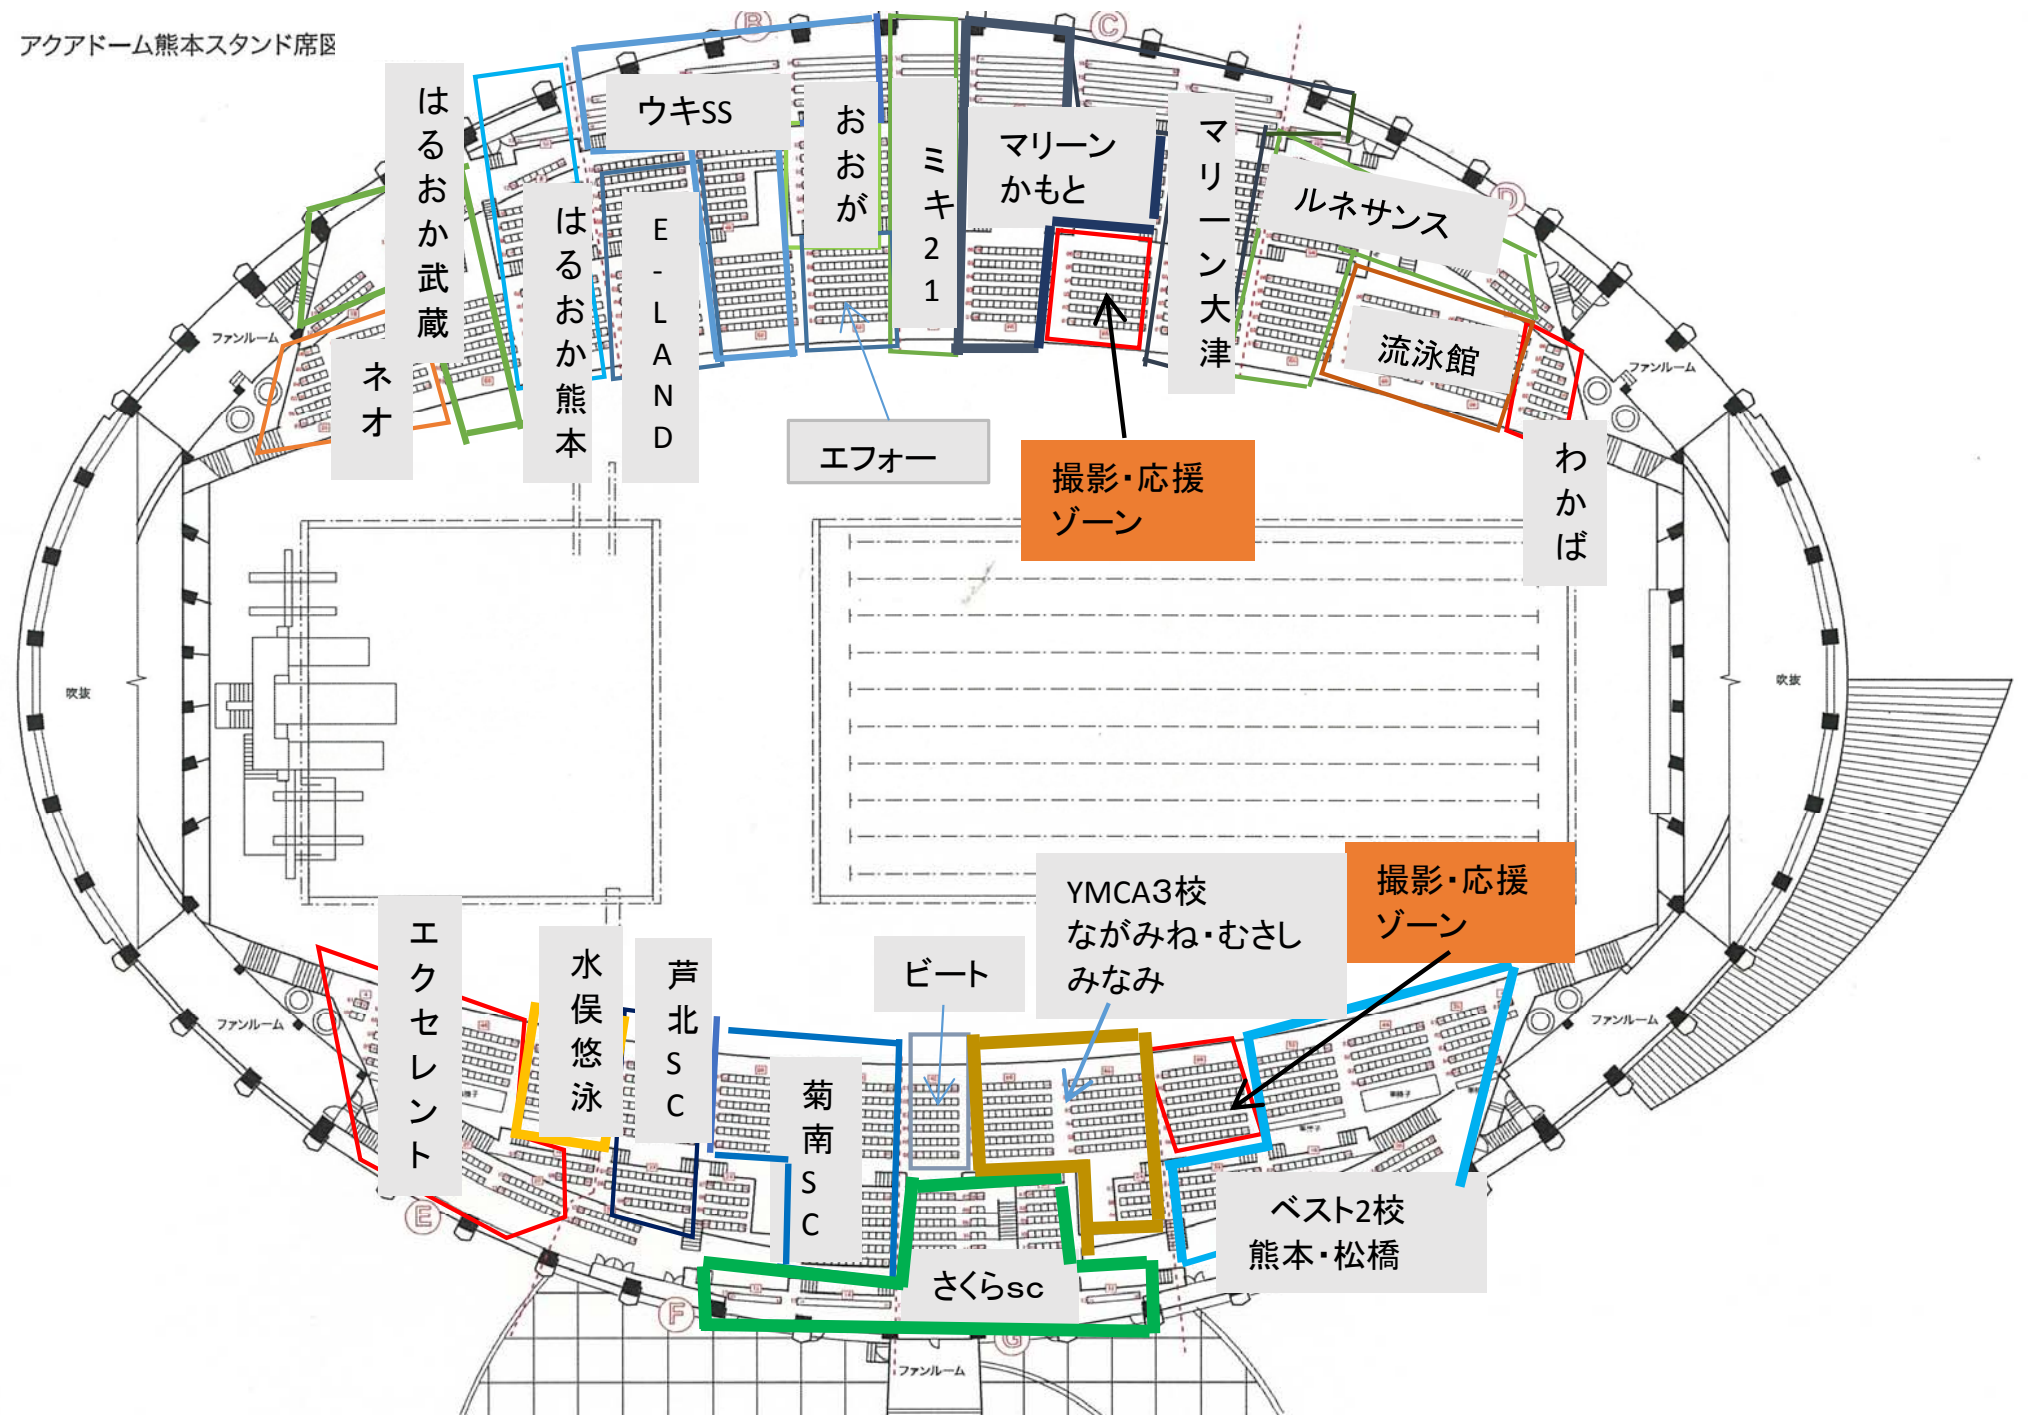 アクアドーム熊本スタンド席図
B
C
D
はるおか武蔵
ウキSS
おおが
ミキ21
マリーン
かもと
マリーン大津
ルネサンス
はるおか熊本
E-LAND
ネオ
流泳館
わかば
ファンルーム
ファンルーム
エフォー
撮影・応援
ゾーン
吹抜
吹抜
エクセレント
水俣悠泳
芦北SC
菊南SC
ビート
YMCA3校
ながみね・むさし
みなみ
撮影・応援
ゾーン
ファンルーム
ファンルーム
ベスト2校
熊本・松橋
さくらsc
E
F
G
ファンルーム